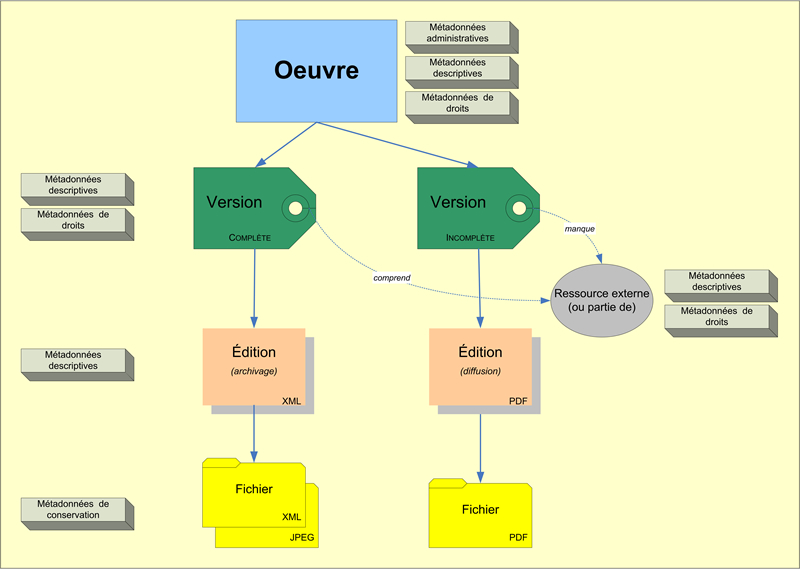 Oeuvre
Métadonnées
administratives
Métadonnées
descriptives
Métadonnées de
droits
Métadonnées
descriptives
Métadonnées de
droits
Version
COMPLÈTE
Version
INCOMPLÈTE
manque
comprend
Ressource externe
(ou partie de)
Métadonnées
descriptives
Métadonnées de
droits
Métadonnées
descriptives
Édition
(archivage)
XML
Édition
(diffusion)
PDF
Métadonnées de
conservation
Fichier
XML
JPEG
Fichier
PDF